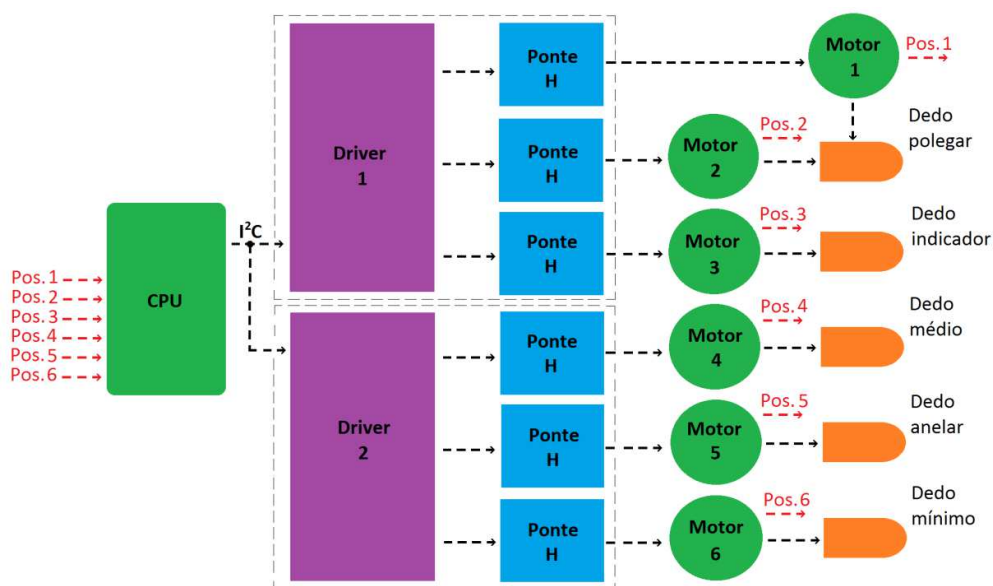 Ponte
H
Motor
1
Pos.1
Driver
1
Ponte
H
Motor
2
Pos.2
Dedo
polegar
Ponte
H
Motor
3
Pos.3
Dedo
indicador
I²C
CPU
Pos.1
Pos.2
Pos.3
Pos.4
Pos.5
Pos.6
Driver
2
Ponte
H
Motor
4
Pos.4
Dedo
médio
Ponte
H
Motor
5
Pos.5
Dedo
anelar
Ponte
H
Motor
6
Pos.6
Dedo
mínimo